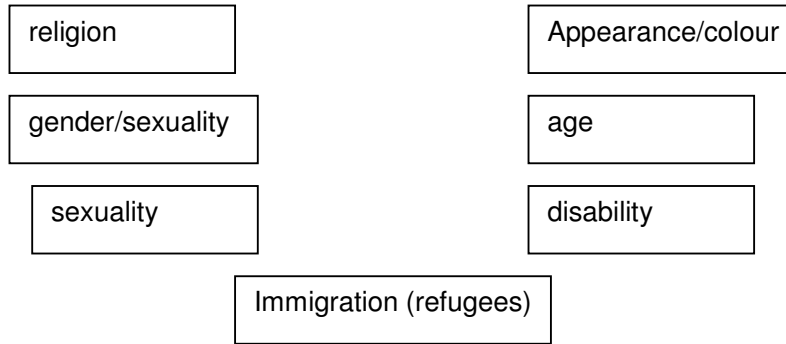 religion
Appearance/colour
gender/sexuality
age
sexuality
disability
Immigration (refugees)